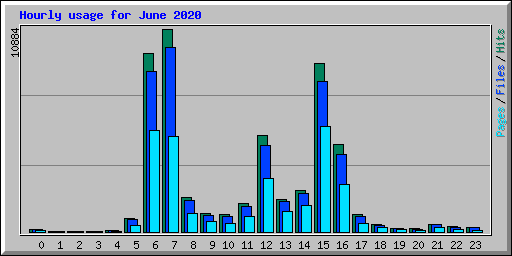 Hourly usage for June 2020
10884
Pages / Files / Hits
0 1 2 3 4 5 6 7 8 9 10 11 12 13 14 15 16 17 18 19 20 21 22 23